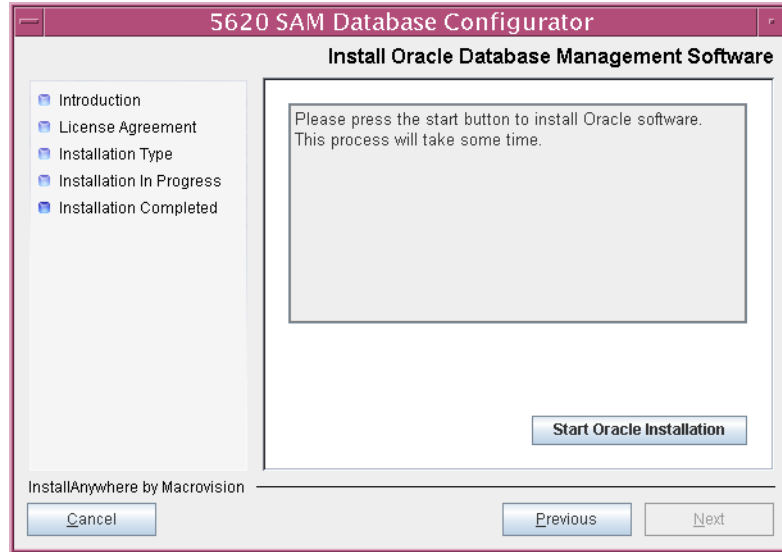 5620 SAM Database Configurator
Install Oracle Database Management Software
Introduction
License Agreement
Installation Type
Installation In Progress
Installation Completed
Please press the start button to install Oracle software.
This process will take some time.
Start Oracle Installation
InstallAnywhere by Macrovision
Cancel
Previous
Next